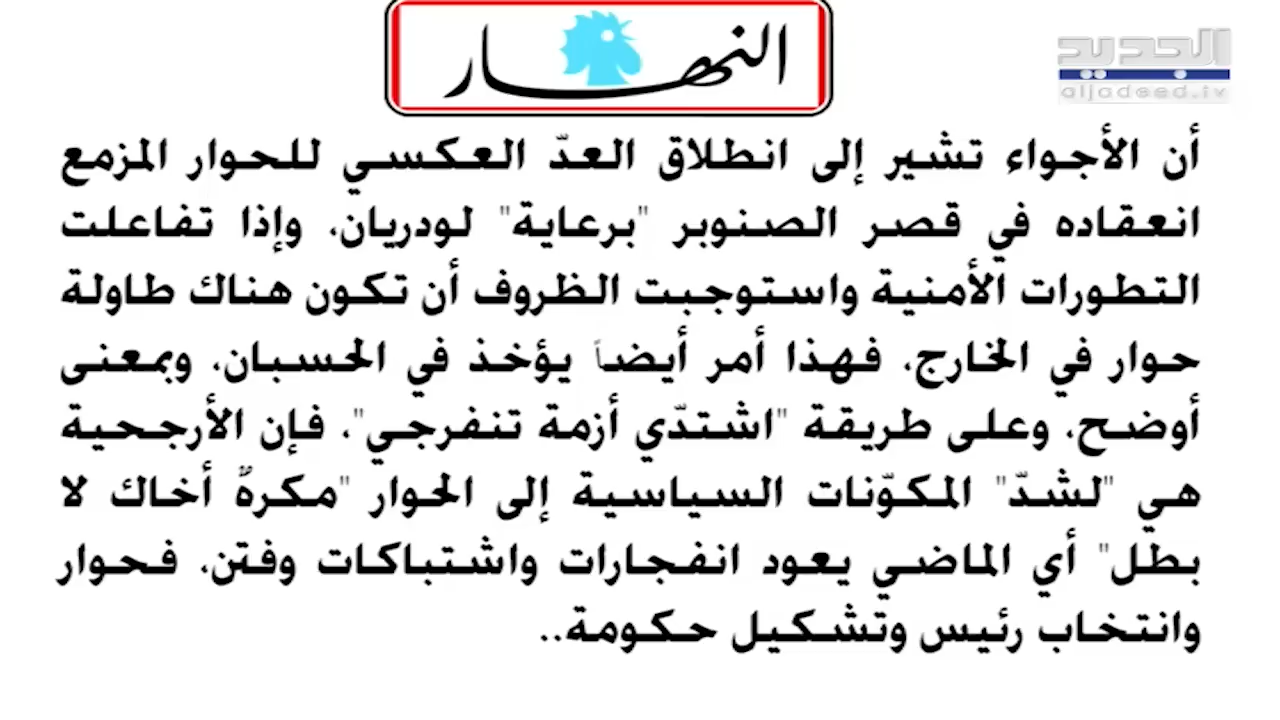 النهار
الجديد
aljadeed.tv
أن الأجواء تشير إلى انطلاق العدّ العكسي للحوار المزمع
انعقاده في قصر الصنوبر "برعاية" لودريان، وإذا تفاعلت
التطورات الأمنية واستوجبت الظروف أن تكون هناك طاولة
حوار في الخارج، فهذا أمر أيضاً يؤخذ في الحسبان، وبمعنى
أوضح، وعلى طريقة "اشتدّي أزمة تنفرجي"، فإن الأرجحية
هي "لشدّ" المكوّنات السياسية إلى الحوار "مكرهٌ أخاك لا
بطل" أي الماضي يعود انفجارات واشتباكات وفتن، فحوار
وانتخاب رئيس وتشكيل حكومة..